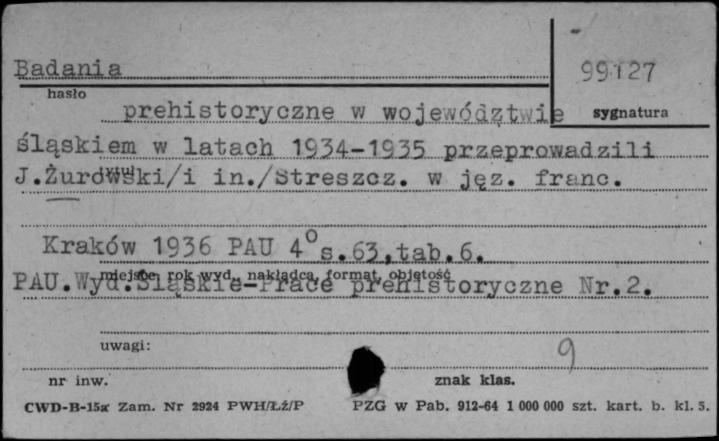 Badania
99127
hasło
prehistoryczne w województwie
sygnatura
śląskiem w latach 1934-1935 przeprowadzili
tytuł
J.Żurowski/i in./Streszcz. w jęz. franc.
Kraków 1936 PAU 4° s.63,tab.6.
miejsce, rok wyd., nakładca, format, objętość
PAU.Wyd.Śląskie-Prace prehistoryczne Nr.2.
uwagi:
9
nr inw.
znak klas.
CWD-B-15a Zam. Nr 2924 PWH/Łź/P
PZG w Pab. 912-64 1 000 000 szt. kart. b. kl. 5.